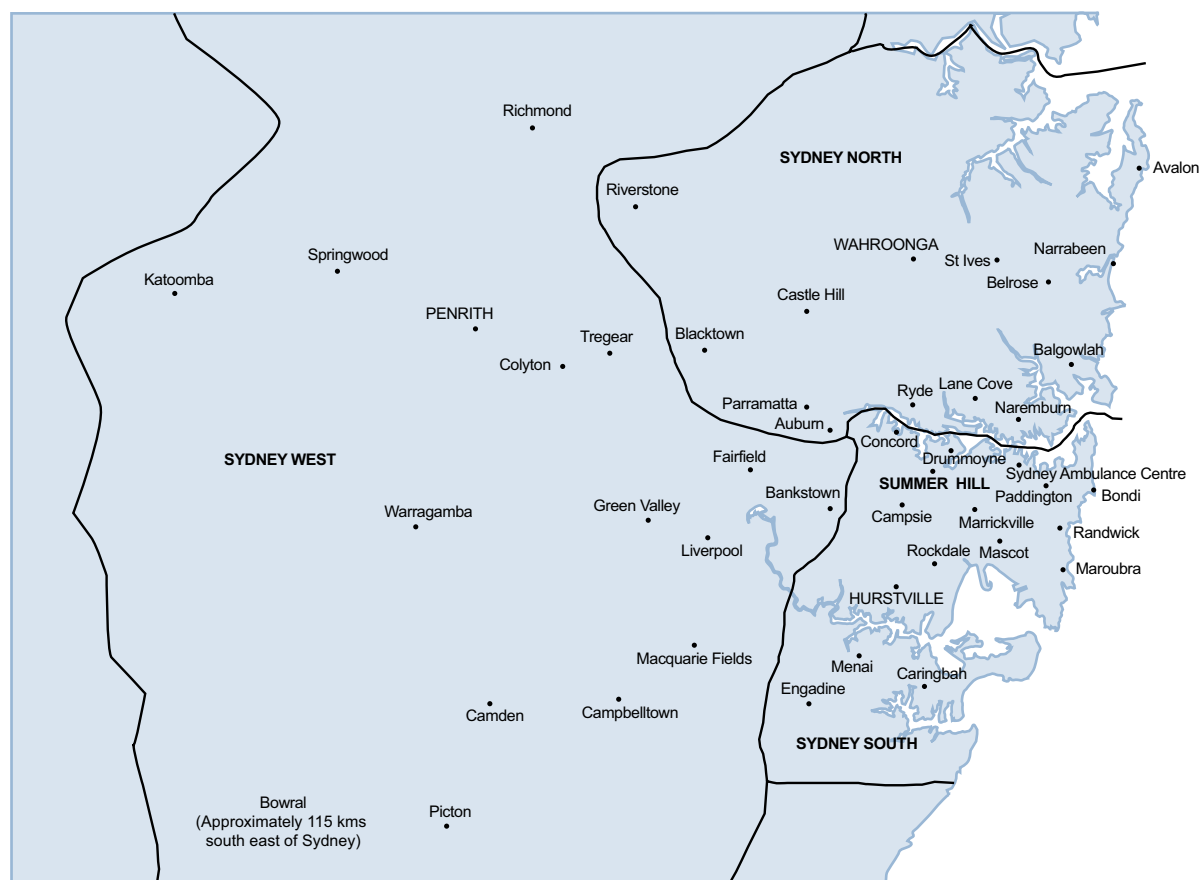 Richmond
SYDNEY NORTH
Avalon
Riverstone
WAHROONGA
St Ives
Narrabeen
Springwood
Katoomba
Belrose
Castle Hill
PENRITH
Tregear
Blacktown
Colyton
Balgowlah
Ryde
Lane Cove
Parramatta
Naremburn
Auburn
Concord
SYDNEY WEST
Fairfield
Drummoyne
Sydney Ambulance Centre
SUMMER HILL
Bankstown
Paddington
Bondi
Green Valley
Warragamba
Campsie
Marrickville
Randwick
Liverpool
Rockdale
Mascot
Maroubra
HURSTVILLE
Macquarie Fields
Menai
Caringbah
Engadine
Camden
Campbelltown
SYDNEY SOUTH
Bowral
(Approximately 115 kms
south east of Sydney)
Picton